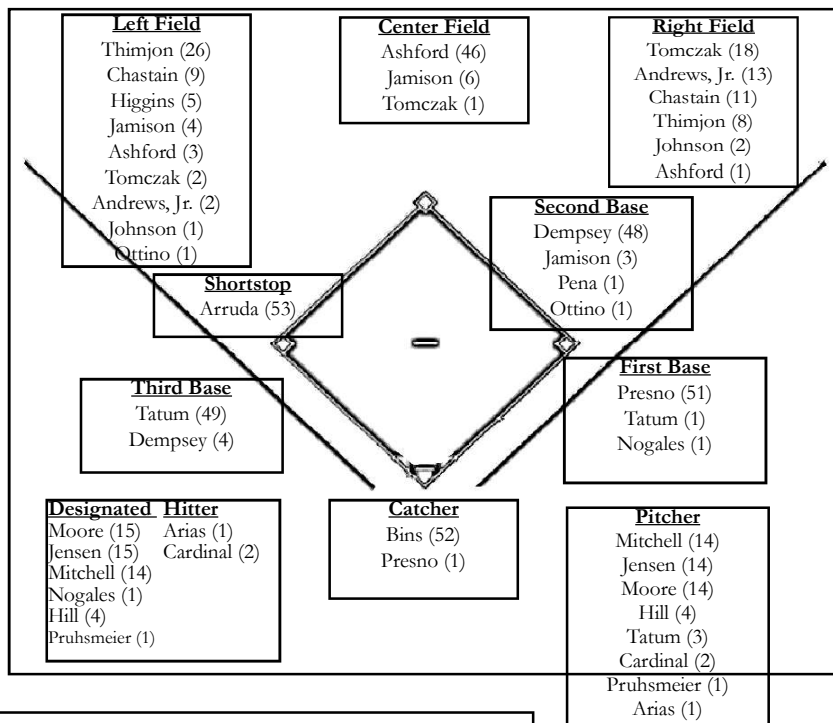 Left Field
Thimjon (26)
Chastain (9)
Higgins (5)
Jamison (4)
Ashford (3)
Tomczak (2)
Andrews, Jr. (2)
Johnson (1)
Ottino (1)
Center Field
Ashford (46)
Jamison (6)
Tomczak (1)
Right Field
Tomczak (18)
Andrews, Jr. (13)
Chastain (11)
Thimjon (8)
Johnson (2)
Ashford (1)
Shortstop
Arruda (53)
Second Base
Dempsey (48)
Jamison (3)
Pena (1)
Ottino (1)
Third Base
Tatum (49)
Dempsey (4)
First Base
Presno (51)
Tatum (1)
Nogales (1)
Designated Hitter
Moore (15) Arias (1)
Jensen (15) Cardinal (2)
Mitchell (14)
Nogales (1)
Hill (4)
Pruhsmeier (1)
Catcher
Bins (52)
Presno (1)
Pitcher
Mitchell (14)
Jensen (14)
Moore (14)
Hill (4)
Tatum (3)
Cardinal (2)
Pruhsmeier (1)
Arias (1)